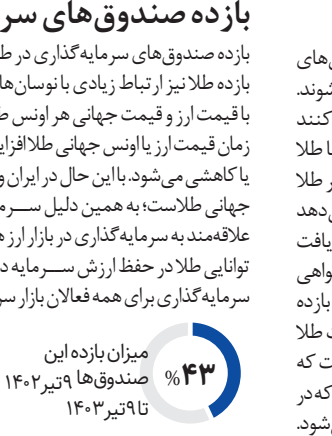 بازده صندوق‌های سر
بازده صندوق‌های سرمایه‌گذاری در ط
بازده طلا نیز ارتباط زیادی با نوسان‌ها
با قیمت ارز و قیمت جهانی هر اونس ط
زمان قیمت ارز یا اونس جهانی طلا افزای
یا کاهشی می‌شود. با این حال در ایران و
جهانی طلاست؛ به همین دلیل سـرم
علاقه‌مند به سرمایه‌گذاری در بازار ارز ه
توانایی طلا در حفظ ارزش سـرمایه د
سرمایه‌گذاری برای همه فعالان بازار سر
۴۳%
میزان بازده این
صندوق‌ها ۹تیر۱۴۰۲
تا ۹تیر۱۴۰۳
‌های
شوند.
کنند
ا طلا
ر طلا
‌دهد
یافت
واهی
بازده
د طلا
ت که
که در
شود.